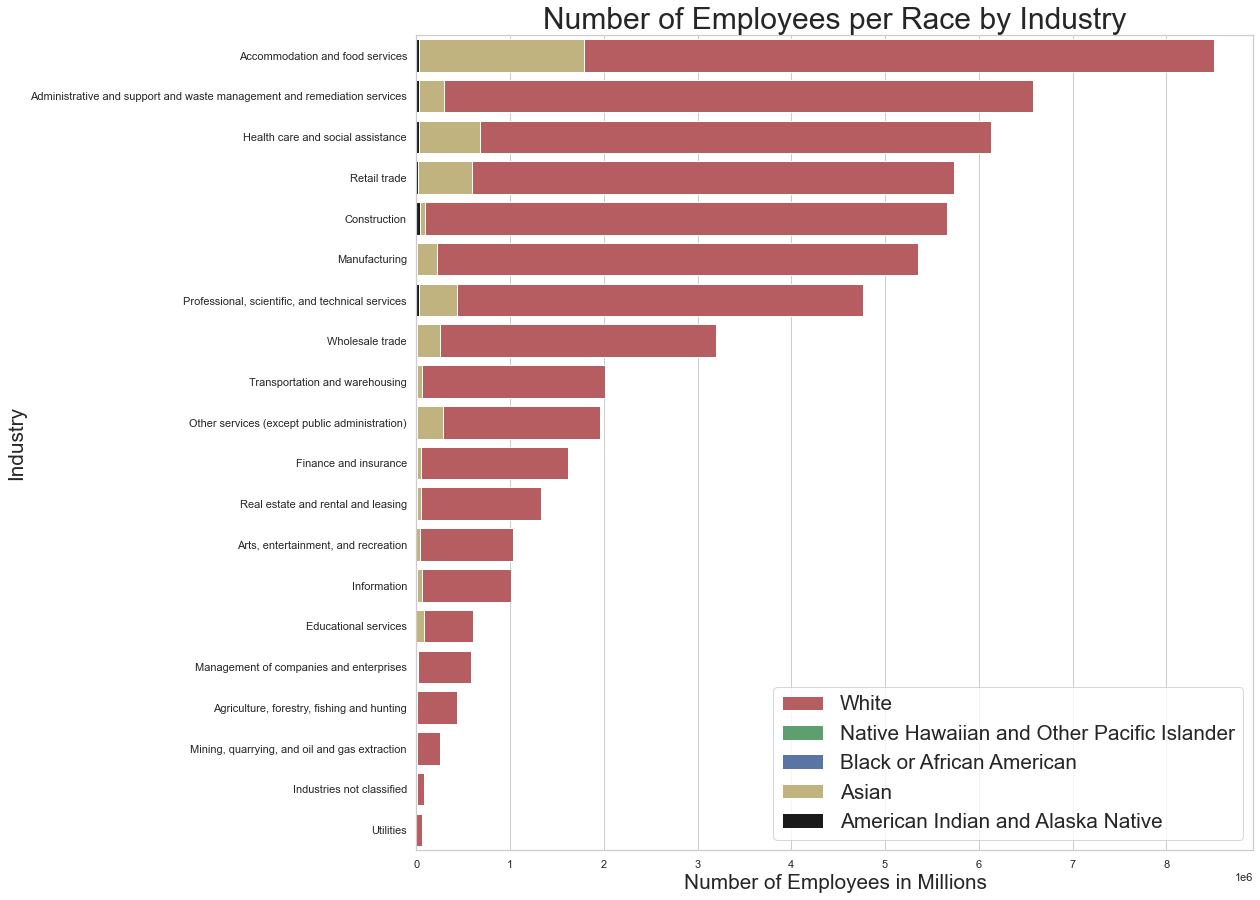 Number of Employees per Race by Industry
Accommodation and food services
Administrative and support and waste management and remediation services
Health care and social assistance
Retail trade
Construction
Manufacturing
Professional, scientific, and technical services
Wholesale trade
Transportation and warehousing
Other services (except public administration)
Finance and insurance
Real estate and rental and leasing
Arts, entertainment, and recreation
Information
Educational services
Management of companies and enterprises
Agriculture, forestry, fishing and hunting
Mining, quarrying, and oil and gas extraction
Industries not classified
Utilities
Industry
White
Native Hawaiian and Other Pacific Islander
Black or African American
Asian
American Indian and Alaska Native
0 1 2 3 4 5 6 7 8
1e6
Number of Employees in Millions